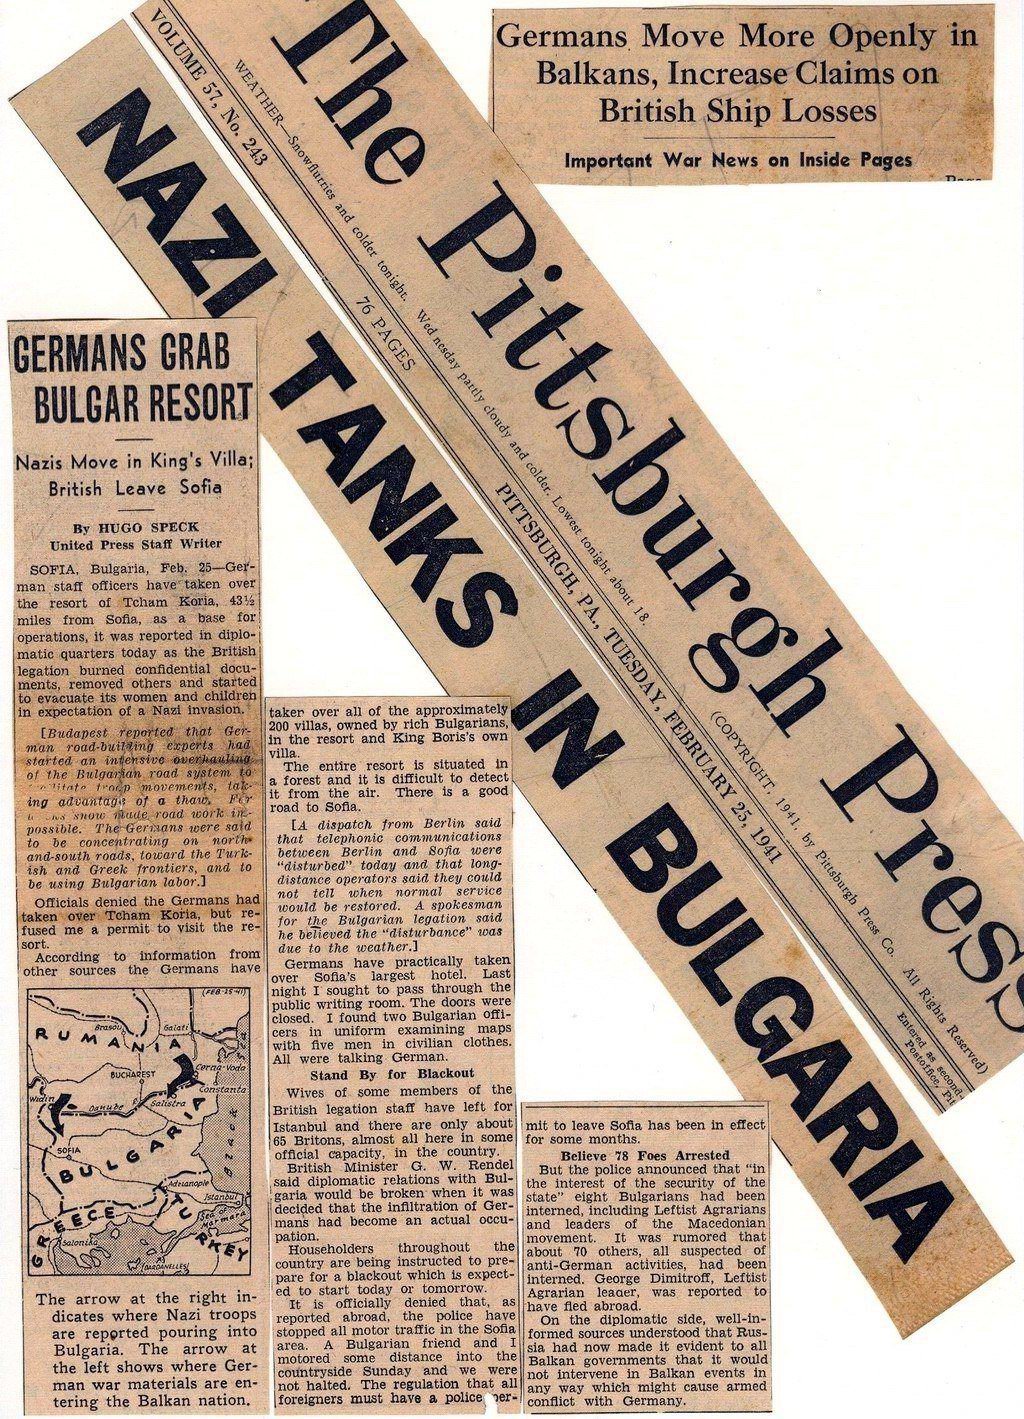 The Pittsburgh Press
VOLUME 57, No. 243
WEATHER—Snowflurries and colder tonight. Wednesday partly cloudy and colder. Lowest tonight about 18.
76 PAGES
PITTSBURGH, PA., TUESDAY, FEBRUARY 25, 1941
(COPYRIGHT, 1941, by Pittsburgh Press Co. All Rights Reserved)
Entered as second-
Postoffice, Pit
NAZI TANKS IN BULGARIA
Germans Move More Openly in
Balkans, Increase Claims on
British Ship Losses
Important War News on Inside Pages
GERMANS GRAB
BULGAR RESORT
Nazis Move in King's Villa;
British Leave Sofia
By HUGO SPECK
United Press Staff Writer
SOFIA, Bulgaria, Feb. 25—Ger-
man staff officers have taken over
the resort of Tcham Koria, 43½
miles from Sofia, as a base for
operations, it was reported in diplo-
matic quarters today as the British
legation burned confidential docu-
ments, removed others and started
to evacuate its women and children
in expectation of a Nazi invasion.
[Budapest reported that Ger-
man road-building experts had
started an intensive overhauling
of the Bulgarian road system to
troop movements, tak-
ing advantage of a thaw. For
snow made road work im-
possible. The Germans were said
to be concentrating on north-
and-south roads, toward the Turk-
ish and Greek frontiers, and to
be using Bulgarian labor.]
Officials denied the Germans had
taken over Tcham Koria, but re-
fused me a permit to visit the re-
sort.
According to information from
other sources the Germans have
(FEB-25-41)
RUMANIA
Brasov
Galati
BUCHAREST
Cerna-Voda
Constanta
Widin
Danube
Silistra
SOFIA
BULGARIA
Black Sea
Adrianople
Istanbul
GREECE
TURKEY
Sea of Marmara
Salonika
DARDANELLES
The arrow at the right in-
dicates where Nazi troops
are reported pouring into
Bulgaria. The arrow at
the left shows where Ger-
man war materials are en-
tering the Balkan nation.
taken over all of the approximately
200 villas, owned by rich Bulgarians,
in the resort and King Boris's own
villa.
The entire resort is situated in
a forest and it is difficult to detect
it from the air. There is a good
road to Sofia.
[A dispatch from Berlin said
that telephonic communications
between Berlin and Sofia were
"disturbed" today and that long-
distance operators said they could
not tell when normal service
would be restored. A spokesman
for the Bulgarian legation said
he believed the "disturbance" was
due to the weather.]
Germans have practically taken
over Sofia's largest hotel. Last
night I sought to pass through the
public writing room. The doors were
closed. I found two Bulgarian offi-
cers in uniform examining maps
with five men in civilian clothes.
All were talking German.
Stand By for Blackout
Wives of some members of the
British legation staff have left for
Istanbul and there are only about
65 Britons, almost all here in some
official capacity, in the country.
British Minister G. W. Rendel
said diplomatic relations with Bul-
garia would be broken when it was
decided that the infiltration of Ger-
mans had become an actual occu-
pation.
Householders throughout the
country are being instructed to pre-
pare for a blackout which is expect-
ed to start today or tomorrow.
It is officially denied that, as
reported abroad, the police have
stopped all motor traffic in the Sofia
area. A Bulgarian friend and I
motored some distance into the
countryside Sunday and we were
not halted. The regulation that all
foreigners must have a police per-
mit to leave Sofia has been in effect
for some months.
Believe 78 Foes Arrested
But the police announced that "in
the interest of the security of the
state" eight Bulgarians had been
interned, including Leftist Agrarians
and leaders of the Macedonian
movement. It was rumored that
about 70 others, all suspected of
anti-German activities, had been
interned. George Dimitroff, Leftist
Agrarian leader, was reported to
have fled abroad.
On the diplomatic side, well-in-
formed sources understood that Rus-
sia had now made it evident to all
Balkan governments that it would
not intervene in Balkan events in
any way which might cause armed
conflict with Germany.